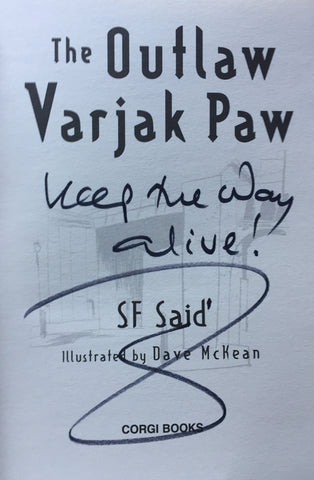 The Outlaw
Varjak Paw
Keep the Way
alive!
SF Said
Illustrated by Dave McKean
CORGI BOOKS